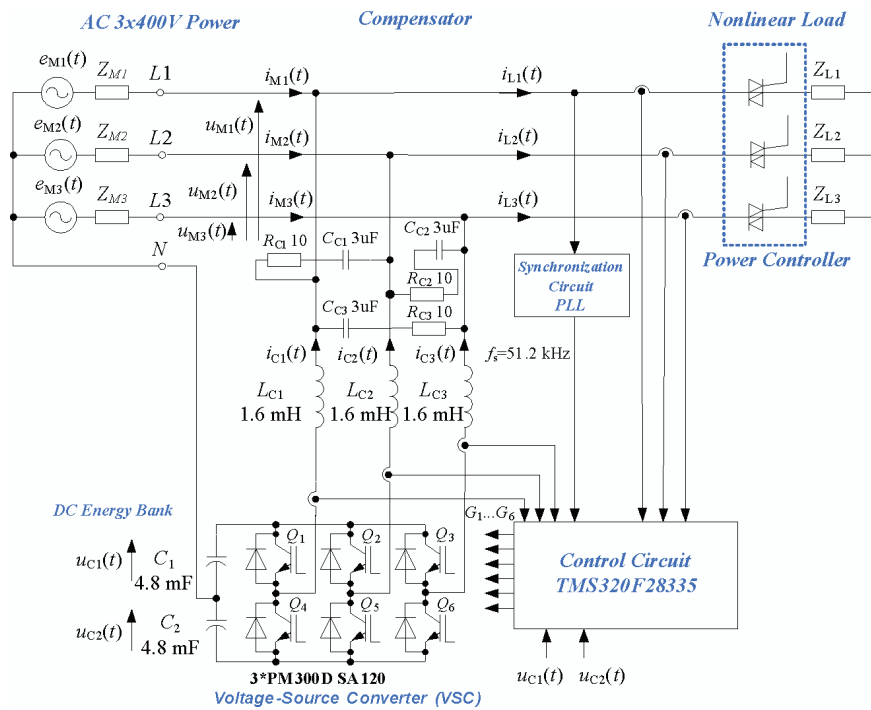 AC 3x400V Power
Compensator
Nonlinear Load
eM1(t)
ZM1
L1
iM1(t)
iL1(t)
ZL1
uM1(t)
eM2(t)
ZM2
L2
iM2(t)
iL2(t)
ZL2
uM2(t)
eM3(t)
ZM3
L3
iM3(t)
iL3(t)
ZL3
uM3(t)
N
RC1 10
CC1 3uF
CC2 3uF
RC2 10
CC3 3uF
RC3 10
Synchronization
Circuit
PLL
Power Controller
iC1(t)
iC2(t)
iC3(t)
fs=51.2 kHz
LC1
1.6 mH
LC2
1.6 mH
LC3
1.6 mH
DC Energy Bank
G1...G6
uC1(t)
C1
4.8 mF
Q1
Q2
Q3
Control Circuit
TMS320F28335
uC2(t)
C2
4.8 mF
Q4
Q5
Q6
uC1(t)
uC2(t)
3*PM300D SA120
Voltage-Source Converter (VSC)